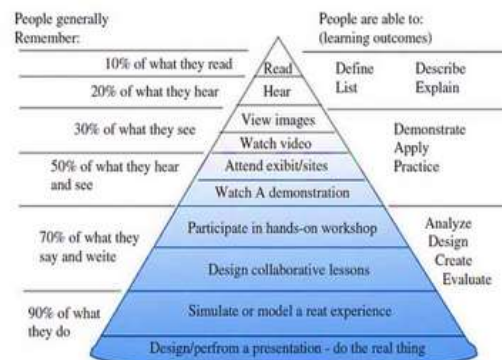 People generally
Remember:
People are able to:
(learning outcomes)
10% of what they read
20% of what they hear
30% of what they see
50% of what they hear
and see
70% of what they
say and weite
90% of what
they do
Read
Hear
View images
Watch video
Attend exibit/sites
Watch A demonstration
Participate in hands-on workshop
Design collaborative lessons
Simulate or model a reat experience
Design/perfrom a presentation - do the real thing
Define Describe
List Explain
Demonstrate
Apply
Practice
Analyze
Design
Create
Evaluate